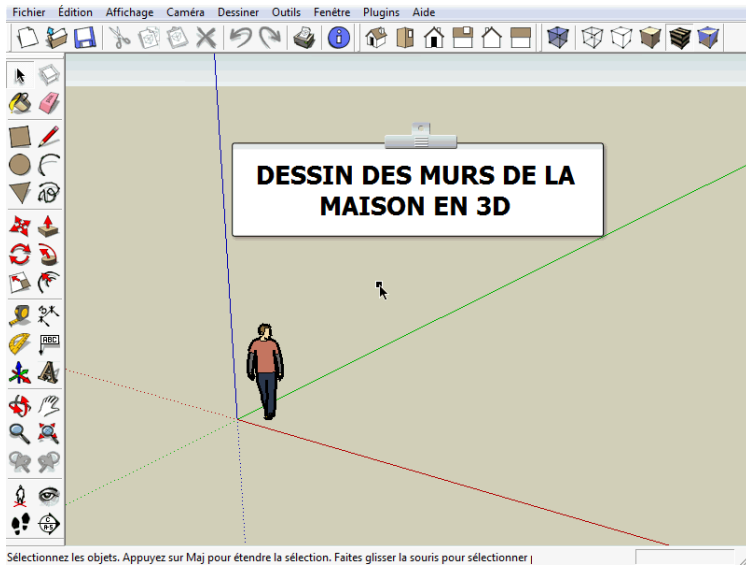 Fichier Édition Affichage Caméra Dessiner Outils Fenêtre Plugins Aide
DESSIN DES MURS DE LA
MAISON EN 3D
ABC
Sélectionnez les objets. Appuyez sur Maj pour étendre la sélection. Faites glisser la souris pour sélectionner